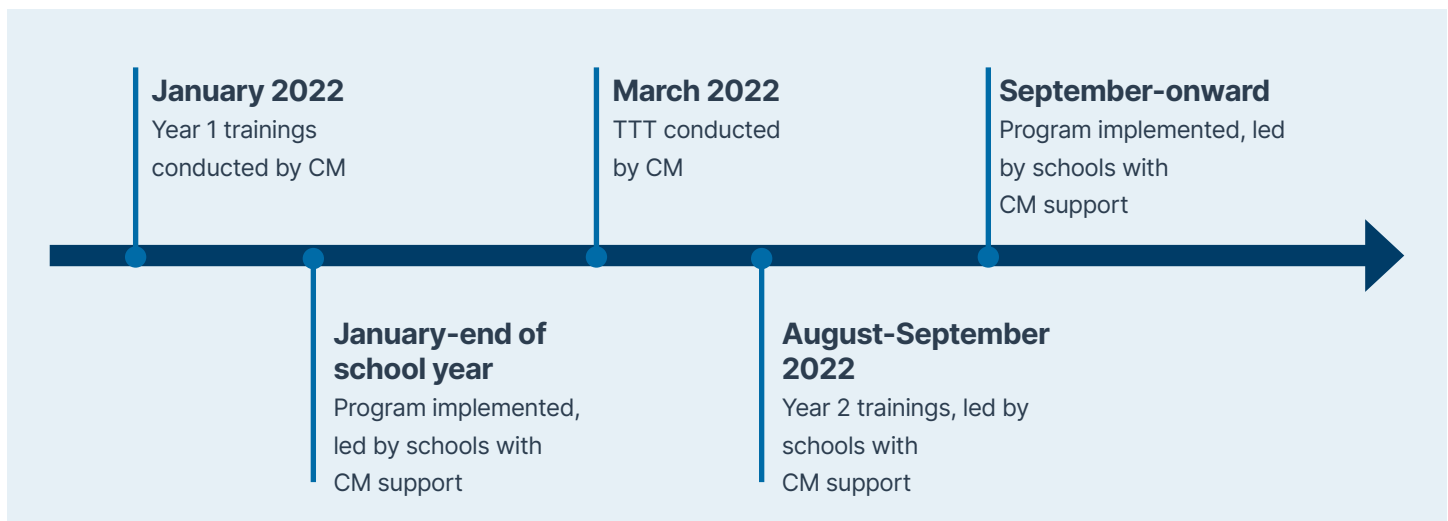 January 2022
Year 1 trainings
conducted by CM
January-end of
school year
Program implemented,
led by schools with
CM support
March 2022
TTT conducted
by CM
August-September
2022
Year 2 trainings, led by
schools with
CM support
September-onward
Program implemented, led
by schools with
CM support